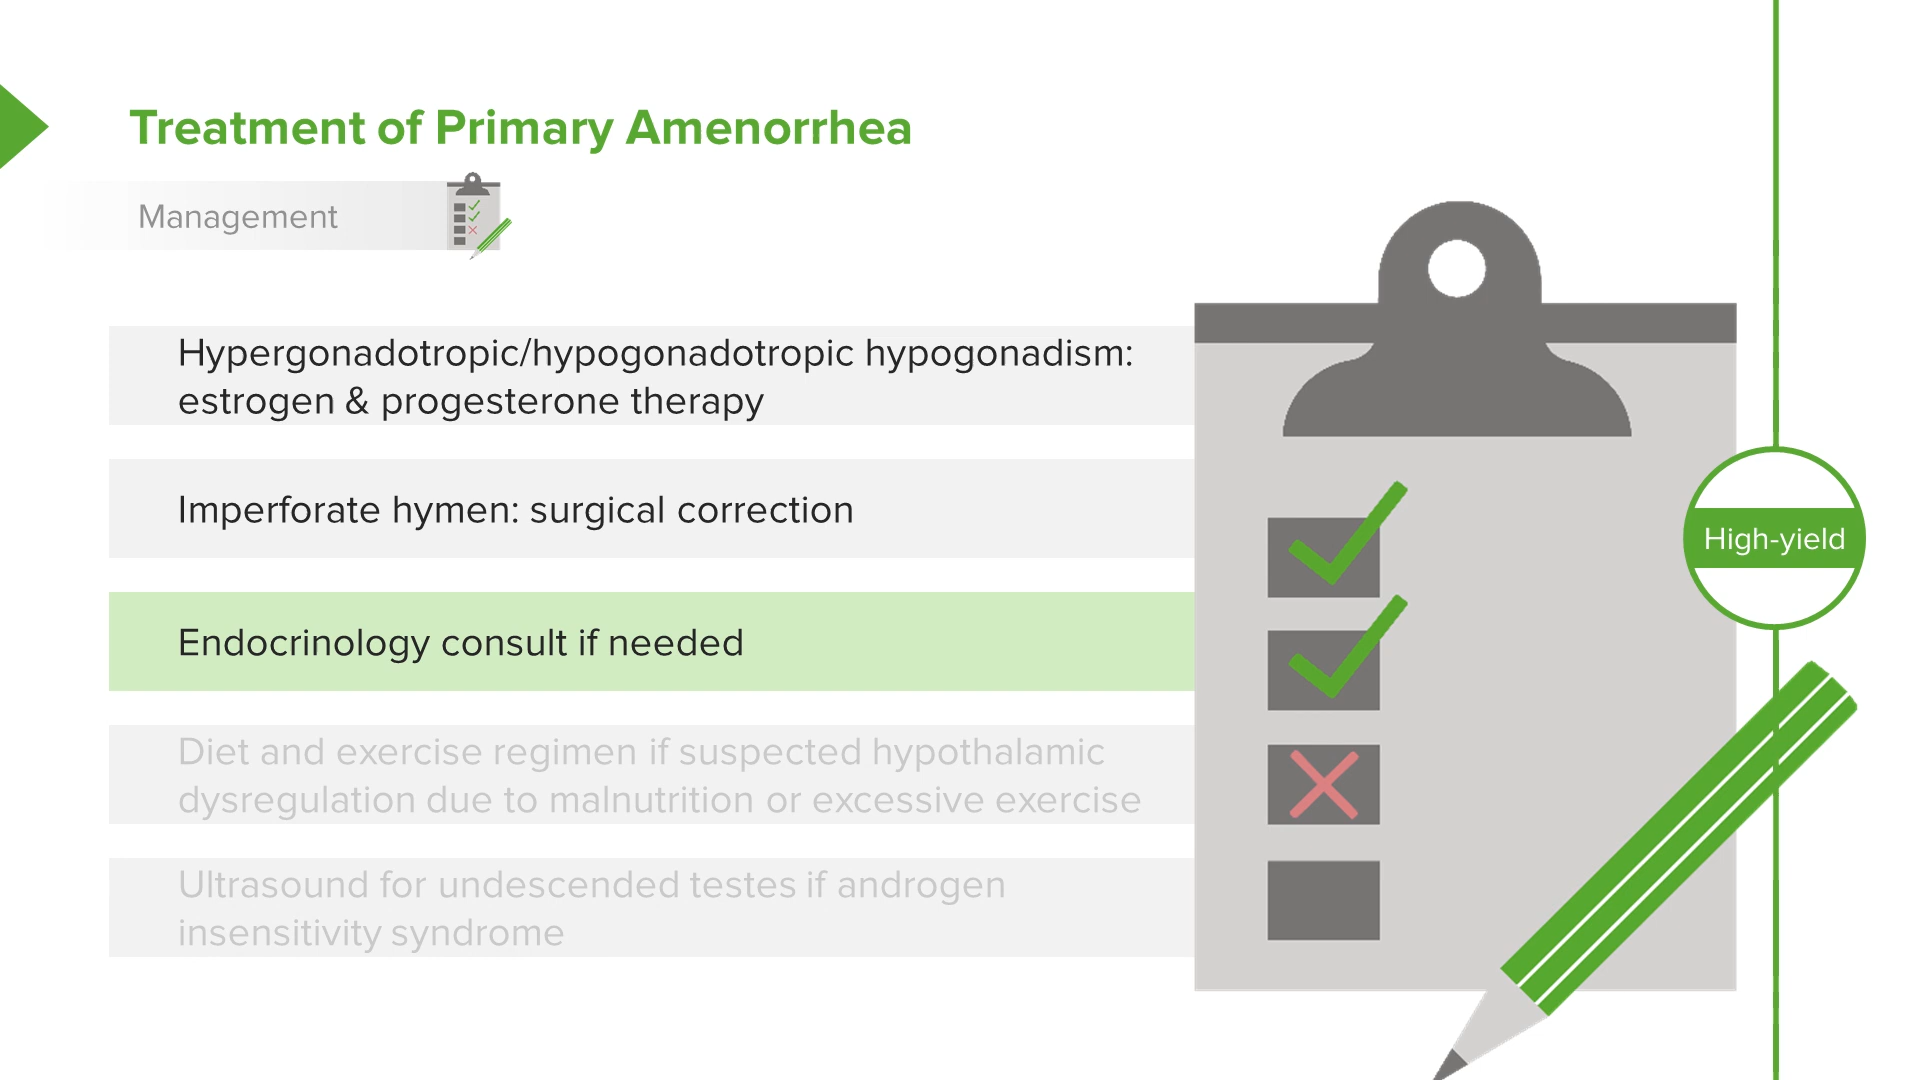 Treatment of Primary Amenorrhea
Management
Hypergonadotropic/hypogonadotropic hypogonadism:
estrogen & progesterone therapy
Imperforate hymen: surgical correction
Endocrinology consult if needed
Diet and exercise regimen if suspected hypothalamic
dysregulation due to malnutrition or excessive exercise
Ultrasound for undescended testes if androgen
insensitivity syndrome
High-yield